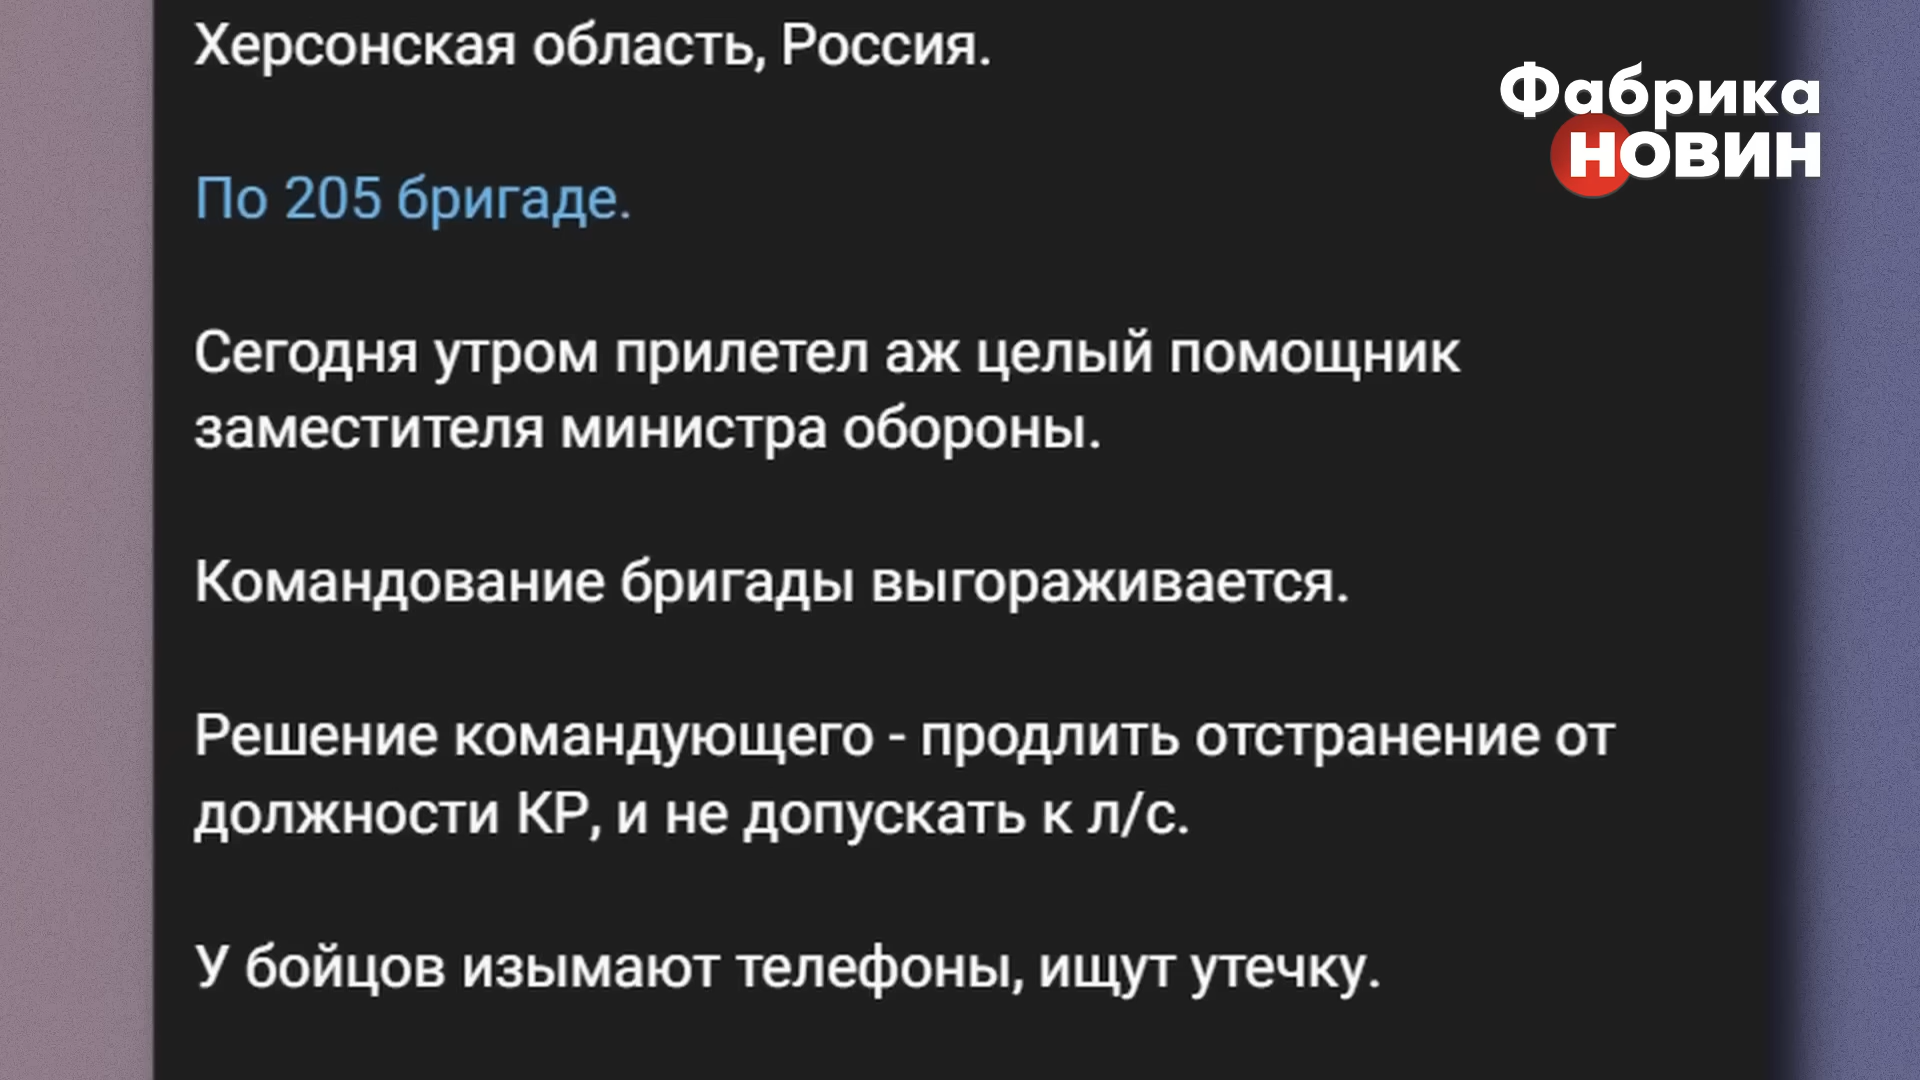 Херсонская область, Россия.
Фабрика
новин
По 205 бригаде.
Сегодня утром прилетел аж целый помощник
заместителя министра обороны.
Командование бригады выгораживается.
Решение командующего - продлить отстранение от
должности КР, и не допускать к л/с.
У бойцов изымают телефоны, ищут утечку.